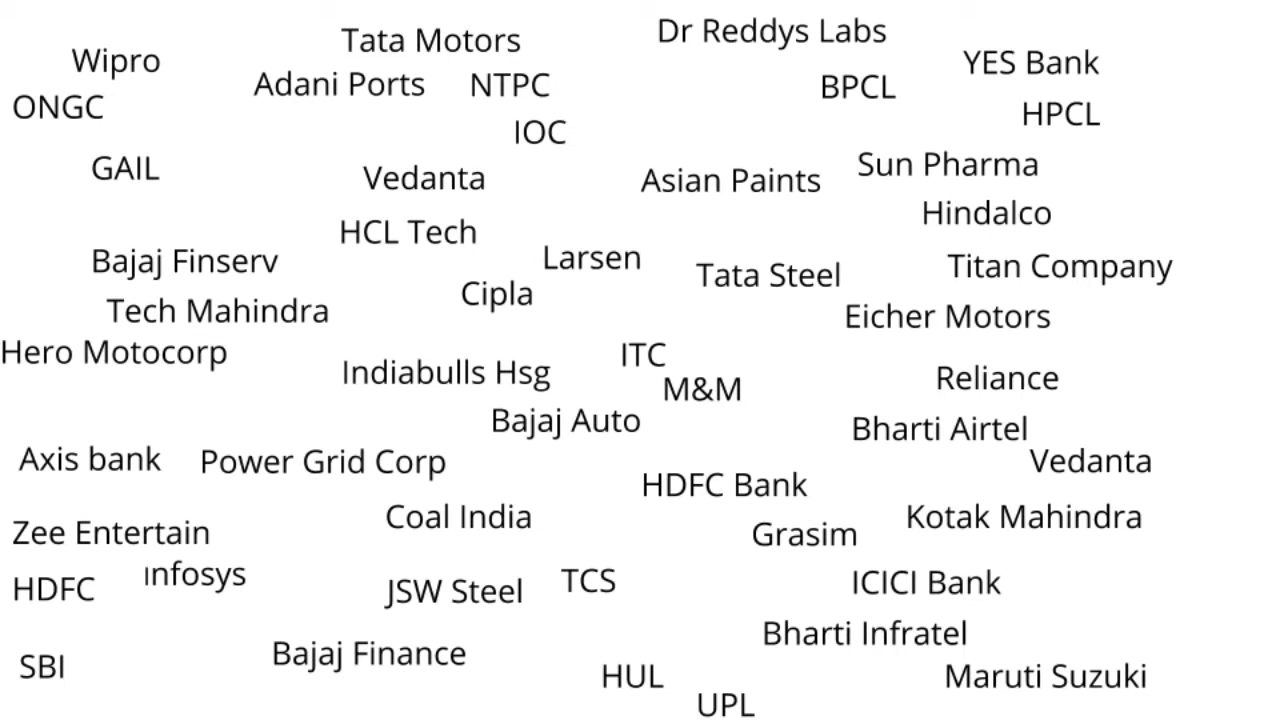 Dr Reddys Labs
Tata Motors
Wipro
YES Bank
Adani Ports
NTPC
BPCL
ONGC
HPCL
IOC
GAIL
Vedanta
Asian Paints
Sun Pharma
Hindalco
HCL Tech
Bajaj Finserv
Larsen
Tata Steel
Titan Company
Cipla
Tech Mahindra
Eicher Motors
Hero Motocorp
ITC
Indiabulls Hsg
M&M
Reliance
Bajaj Auto
Bharti Airtel
Axis bank
Power Grid Corp
Vedanta
HDFC Bank
Coal India
Kotak Mahindra
Zee Entertain
Grasim
Infosys
HDFC
JSW Steel
TCS
ICICI Bank
Bharti Infratel
Bajaj Finance
SBI
HUL
Maruti Suzuki
UPL